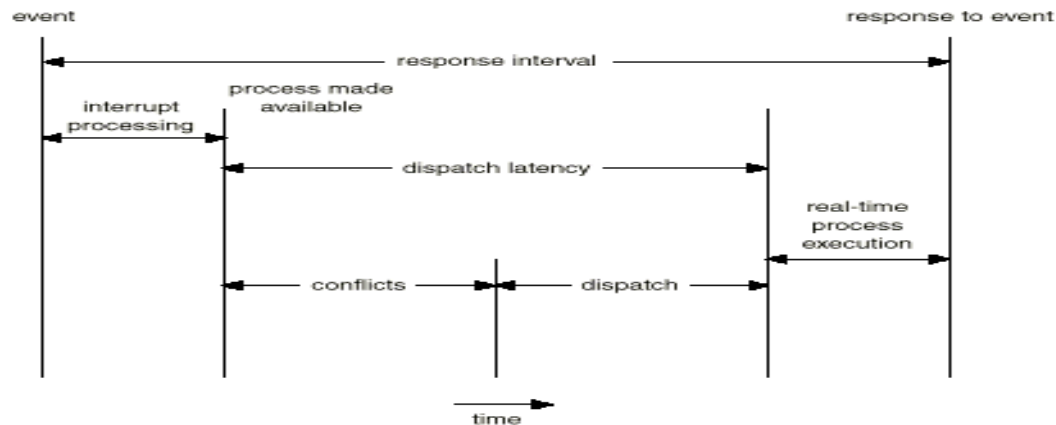 event
response to event
response interval
process made
available
interrupt
processing
dispatch latency
real-time
process
execution
conflicts
dispatch
time